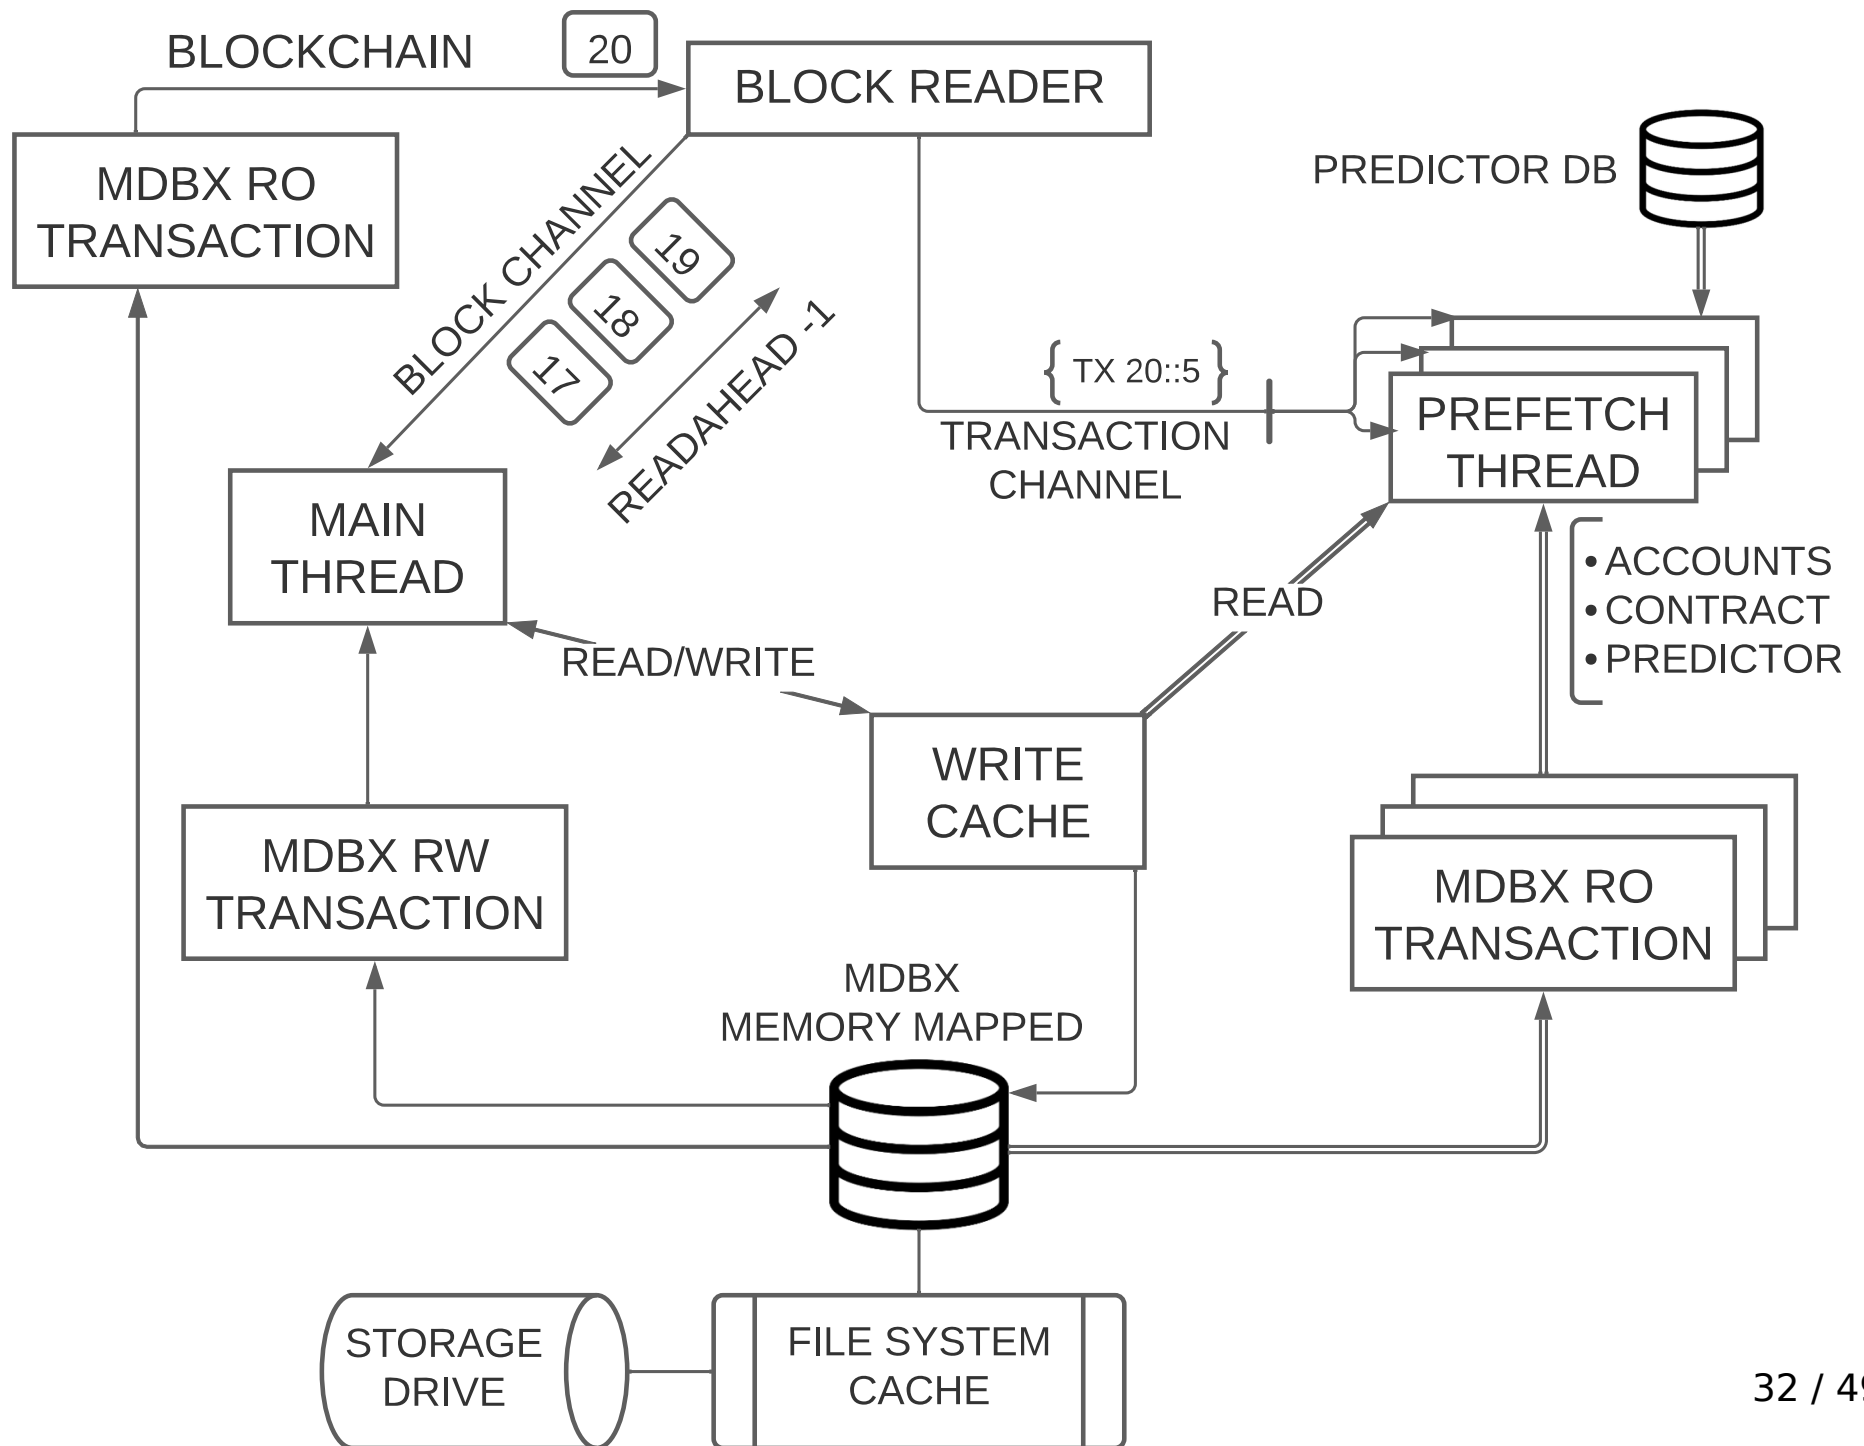 BLOCKCHAIN
20
BLOCK READER
MDBX RO
TRANSACTION
PREDICTOR DB
BLOCK CHANNEL
19
18
17
READAHEAD -1
{ TX 20::5 }
TRANSACTION
CHANNEL
PREFETCH
THREAD
MAIN
THREAD
• ACCOUNTS
• CONTRACT
• PREDICTOR
READ
READ/WRITE
WRITE
CACHE
MDBX RW
TRANSACTION
MDBX RO
TRANSACTION
MDBX
MEMORY MAPPED
STORAGE
DRIVE
FILE SYSTEM
CACHE
32 / 49